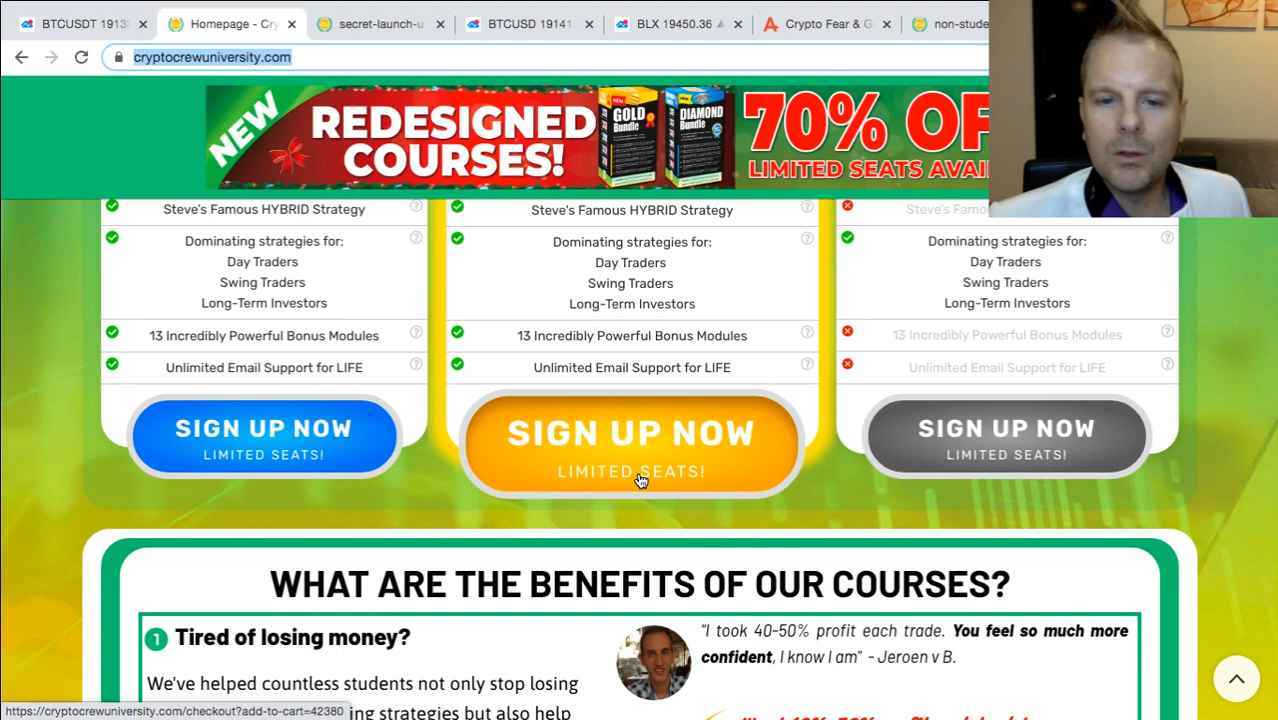 BTCUSDT 1913
Homepage - Cry
secret-launch-u
BTCUSD 19141.
BLX 19450.36
Crypto Fear & G
non-stude
cryptocrewuniversity.com
NEW
REDESIGNED
COURSES!
GOLD
Bundle
DIAMOND
Bundle
70% OF
LIMITED SEATS AVAI
Steve's Famous HYBRID Strategy
Dominating strategies for:
Day Traders
Swing Traders
Long-Term Investors
13 Incredibly Powerful Bonus Modules
Unlimited Email Support for LIFE
SIGN UP NOW
LIMITED SEATS!
Steve's Famous HYBRID Strategy
Dominating strategies for:
Day Traders
Swing Traders
Long-Term Investors
13 Incredibly Powerful Bonus Modules
Unlimited Email Support for LIFE
SIGN UP NOW
LIMITED SEATS!
Steve's Famo
Dominating strategies for:
Day Traders
Swing Traders
Long-Term Investors
13 Incredibly Powerful Bonus Modules
Unlimited Email Support for LIFE
SIGN UP NOW
LIMITED SEATS!
WHAT ARE THE BENEFITS OF OUR COURSES?
1 Tired of losing money?
We've helped countless students not only stop losing
ing strategies but also help
"I took 40-50% profit each trade. You feel so much more
confident, I know I am" - Jeroen v B.
https://cryptocrewuniversity.com/checkout?add-to-cart=42380